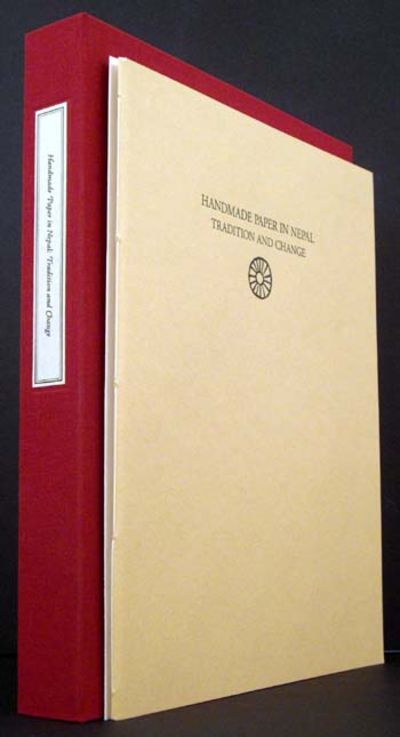 Handmade Paper in Nepal: Tradition and Change
HANDMADE PAPER IN NEPAL
TRADITION AND CHANGE